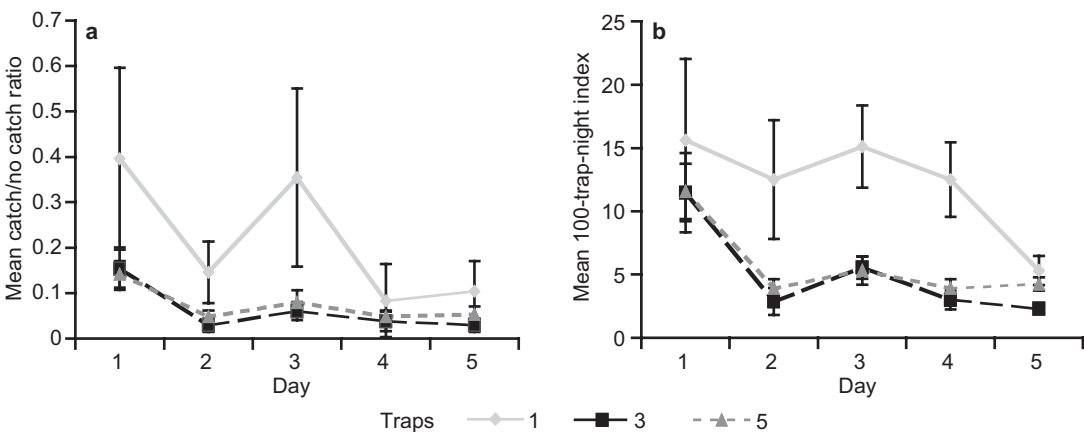 a
0.7
0.6
0.5
0.4
0.3
0.2
0.1
0
Mean catch/no catch ratio
1 2 3 4 5
Day
b
25
20
15
10
5
0
Mean 100-trap-night index
1 2 3 4 5
Day
Traps 1 3 5